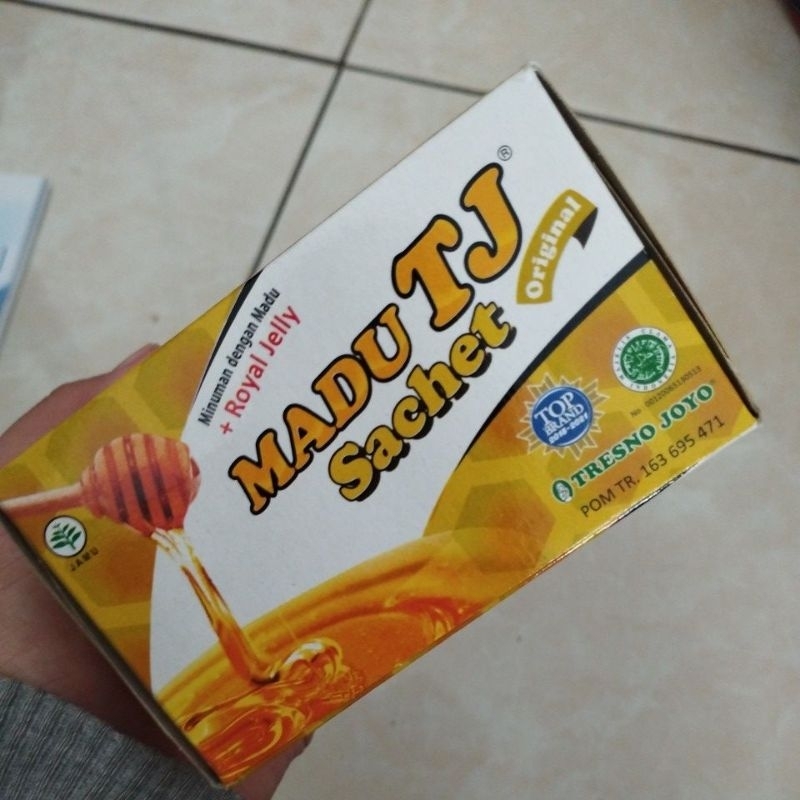 Minuman dengan Madu
+ Royal Jelly
MADU TJ®
Sachet
Original
TOP
BRAND
TRESNO JOYO®
POM TR. 163 695 471
JAMU